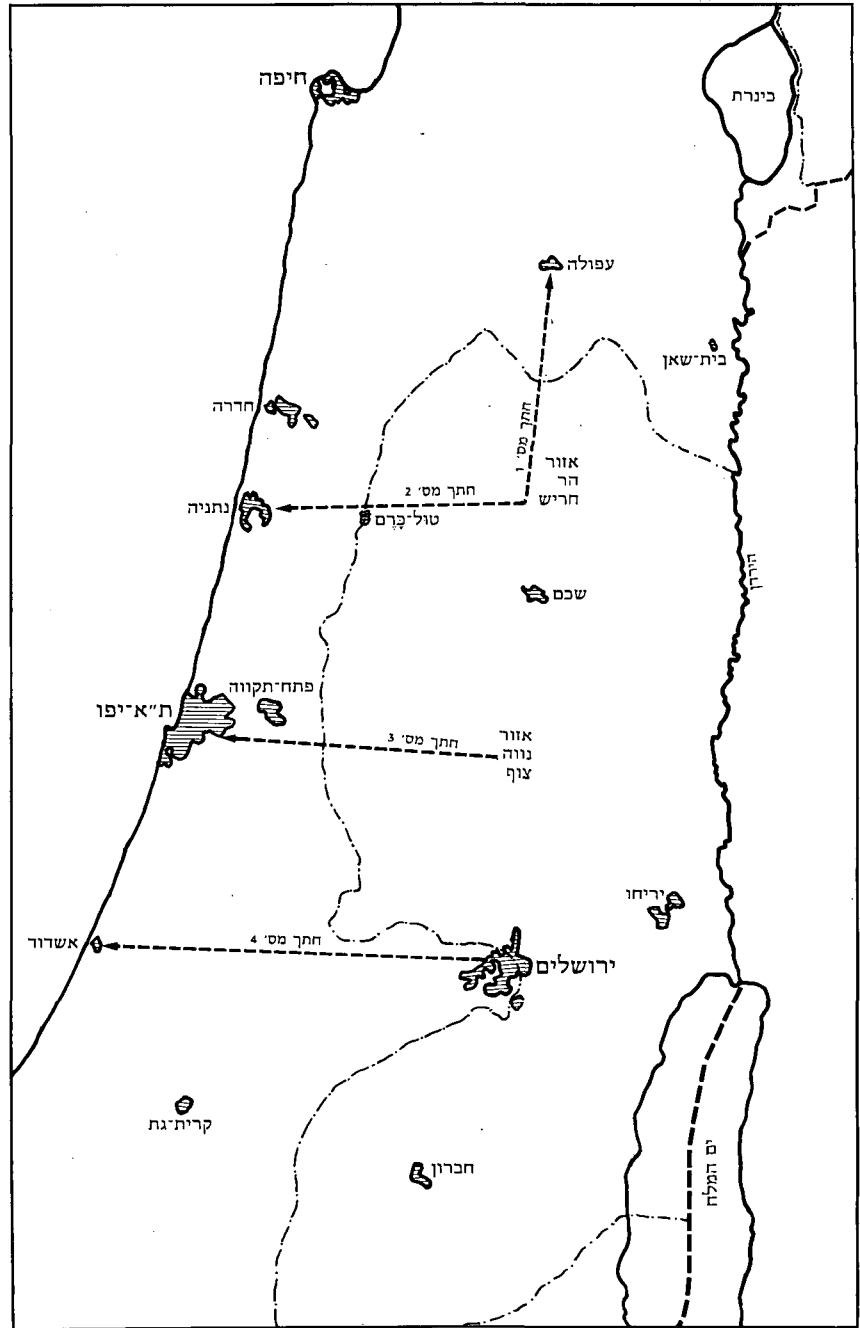 חיפה
כינרת
עפולה
בית־שאן
חדרה
חתך מס׳ 1
אזור
הר
חריש
חתך מס׳ 2
נתניה
טול־כָּרֶם
הירדן
שכם
פתח־תקווה
ת״א־יפו
אזור
נווה
צוף
חתך מס׳ 3
יריחו
חתך מס׳ 4
אשדוד
ירושלים
קרית־גת
חברון
ים המלח